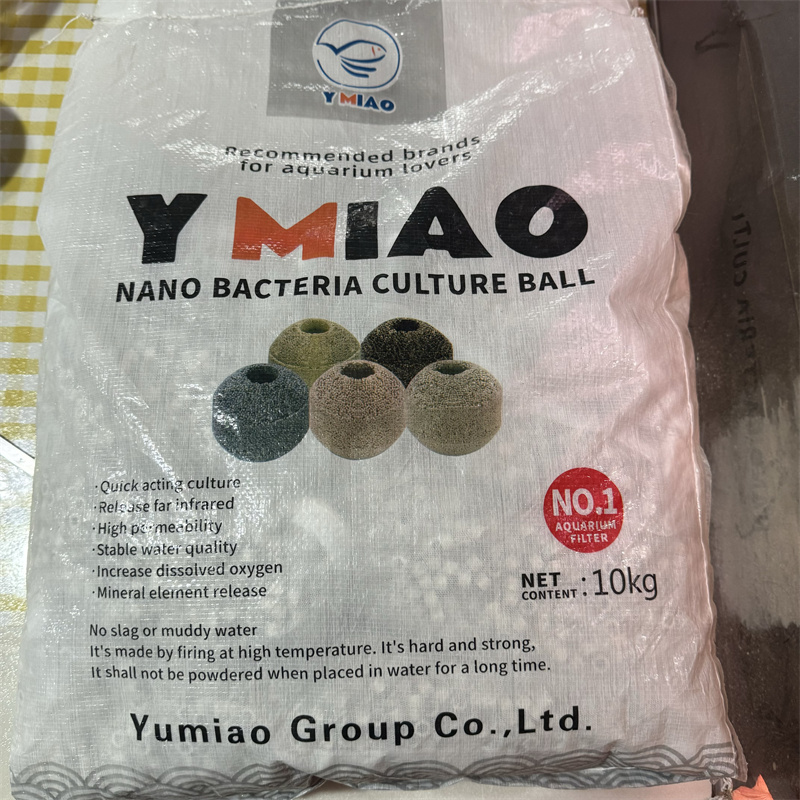 Y MIAO
Recommended brands
for aquarium lovers
Y MIAO
NANO BACTERIA CULTURE BALL
·Quick acting culture
·Release far infrared
·High permeability
·Stable water quality
·Increase dissolved oxygen
·Mineral element release
NO.1
AQUARIUM
FILTER
NET
CONTENT : 10kg
No slag or muddy water
It's made by firing at high temperature. It's hard and strong,
It shall not be powdered when placed in water for a long time.
Yumiao Group Co.,Ltd.